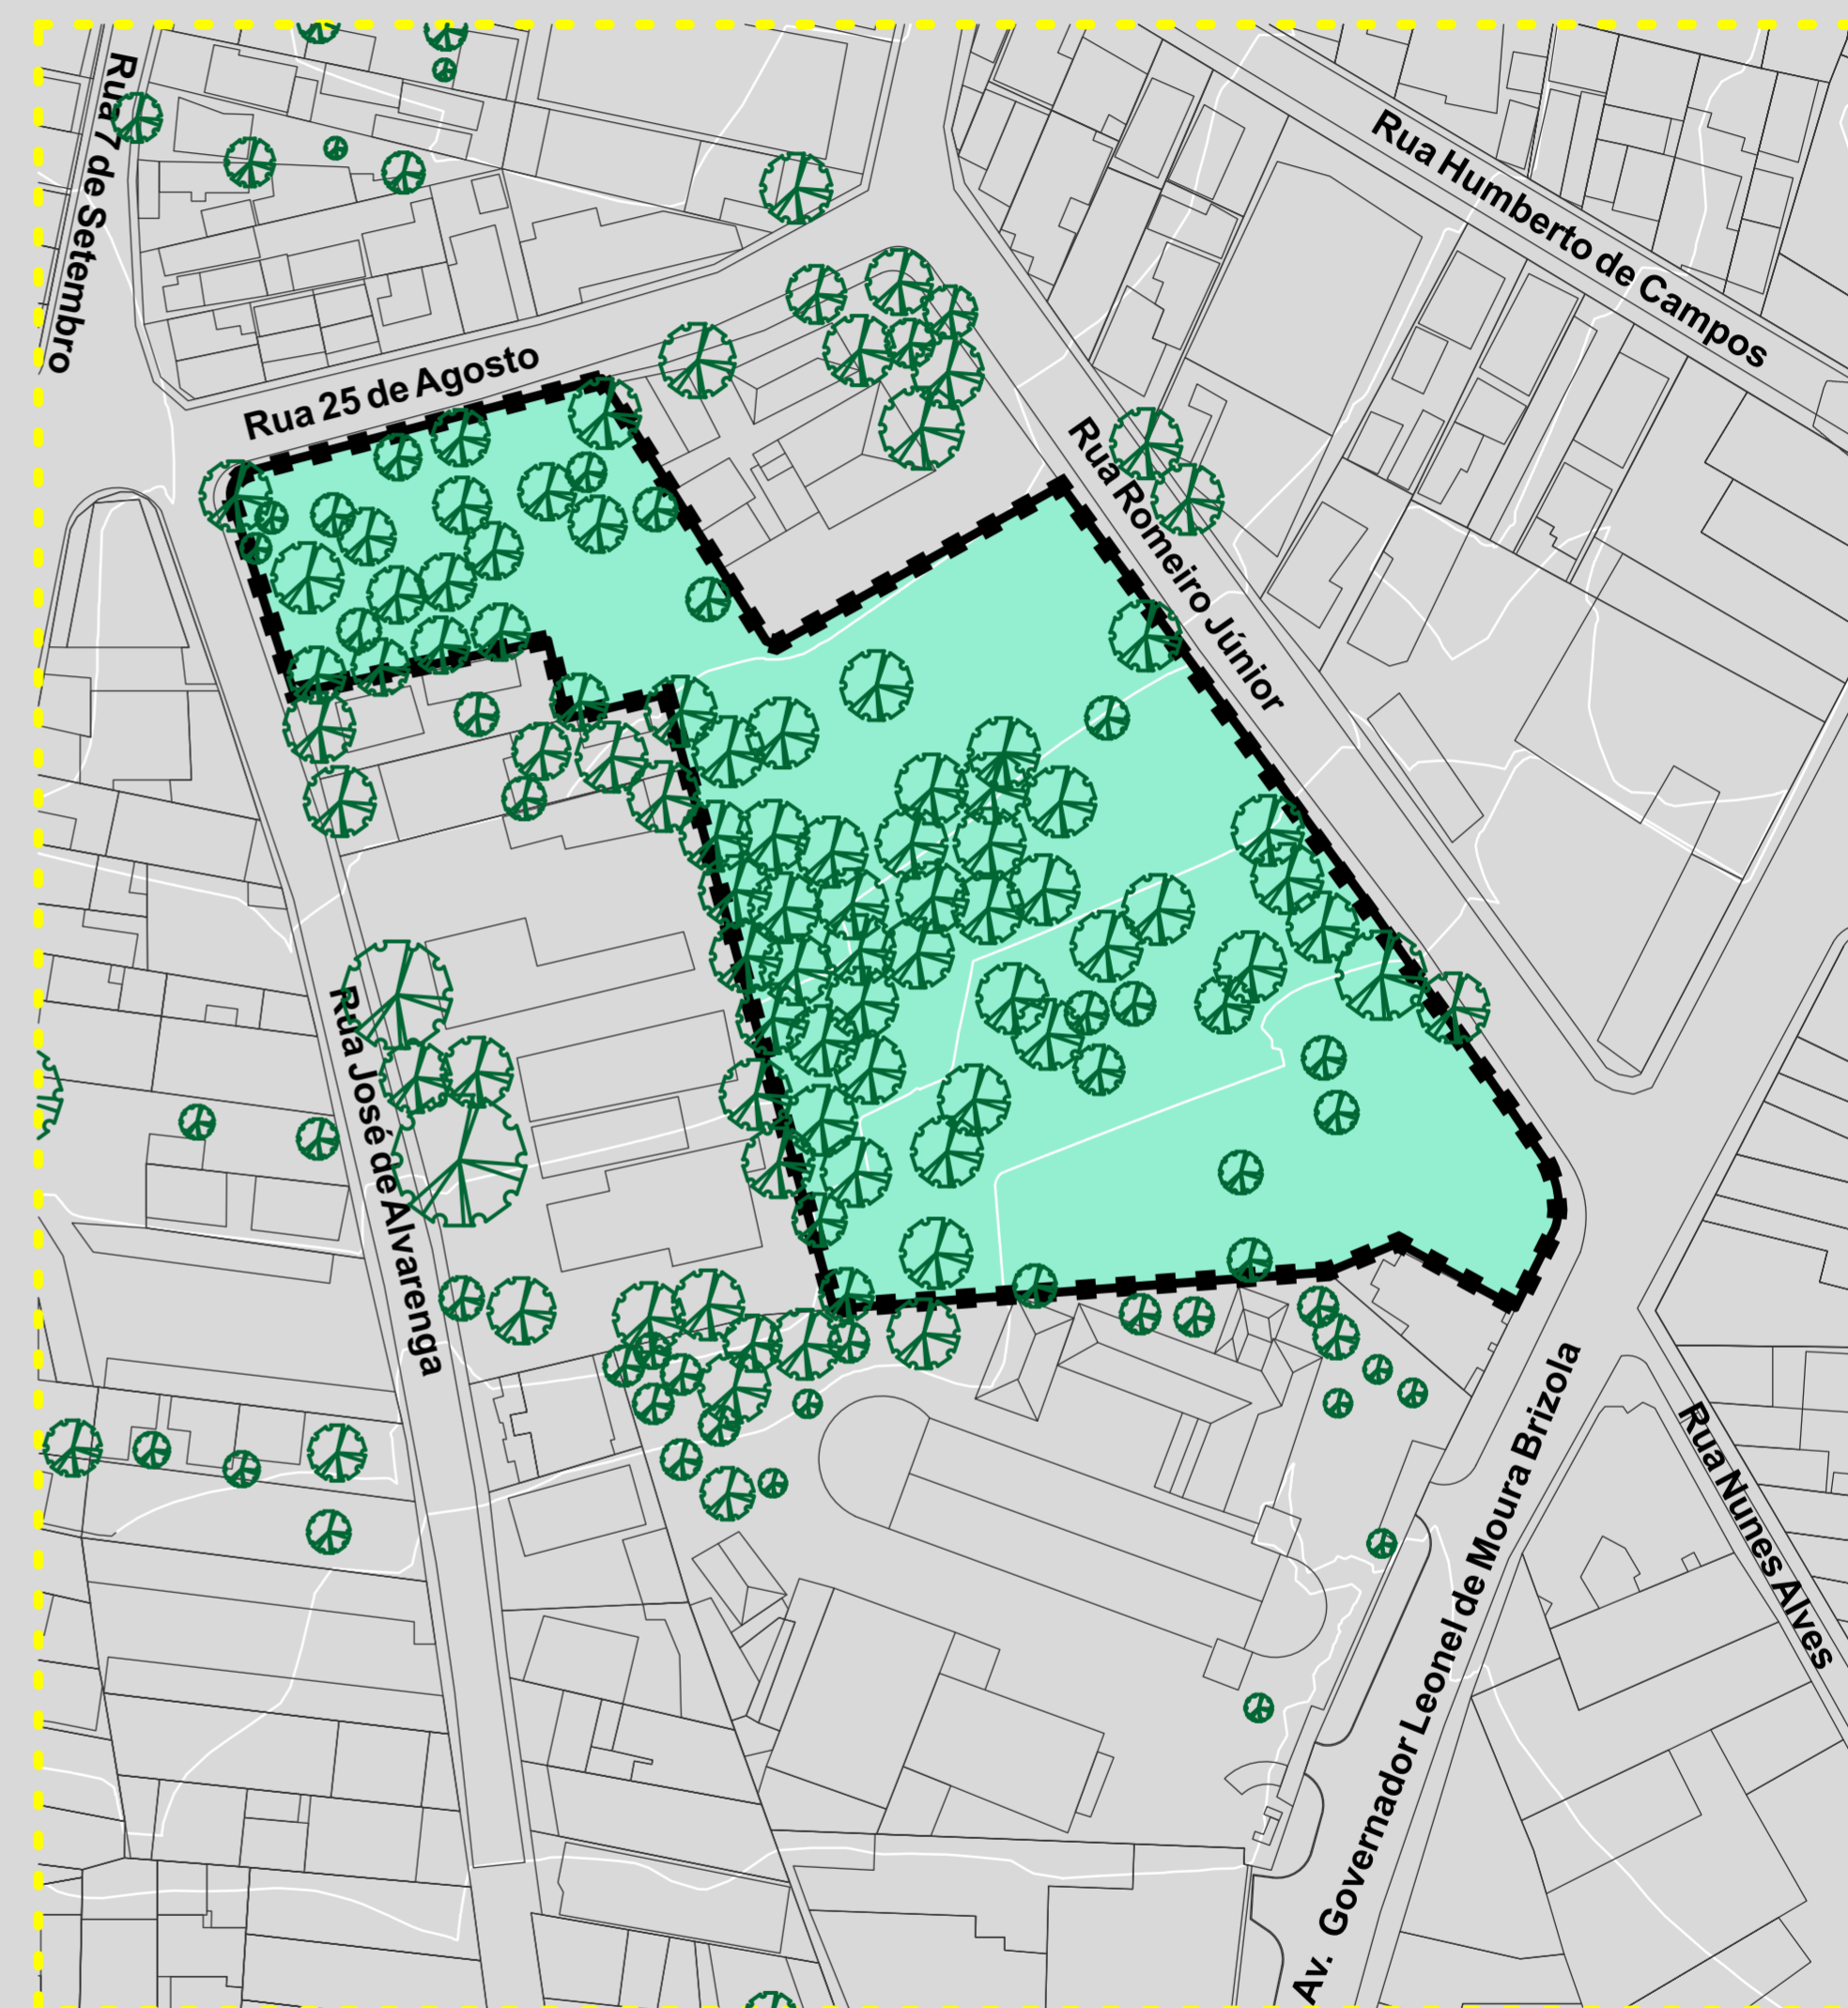 Rua 7 de Setembro
Rua Humberto de Campos
Rua 25 de Agosto
Rua Romeiro Júnior
Rua José de Alvarenga
Av. Governador Leonel de Moura Brizola
Rua Nunes Alves